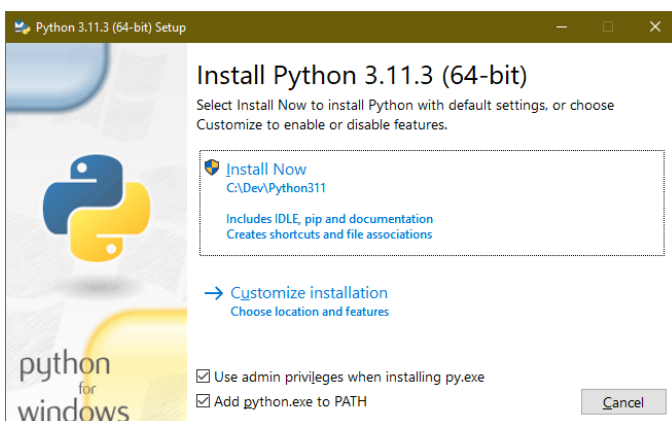 Python 3.11.3 (64-bit) Setup
Install Python 3.11.3 (64-bit)
Select Install Now to install Python with default settings, or choose
Customize to enable or disable features.
Install Now
C:\Dev\Python311
Includes IDLE, pip and documentation
Creates shortcuts and file associations
Customize installation
Choose location and features
python
for
windows
Use admin privileges when installing py.exe
Add python.exe to PATH
Cancel